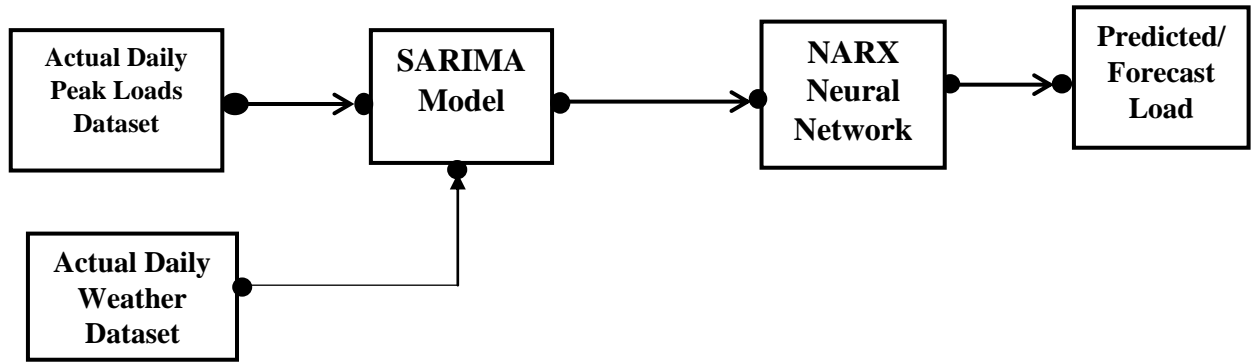 Actual Daily
Peak Loads
Dataset
SARIMA
Model
NARX
Neural
Network
Predicted/
Forecast
Load
Actual Daily
Weather
Dataset